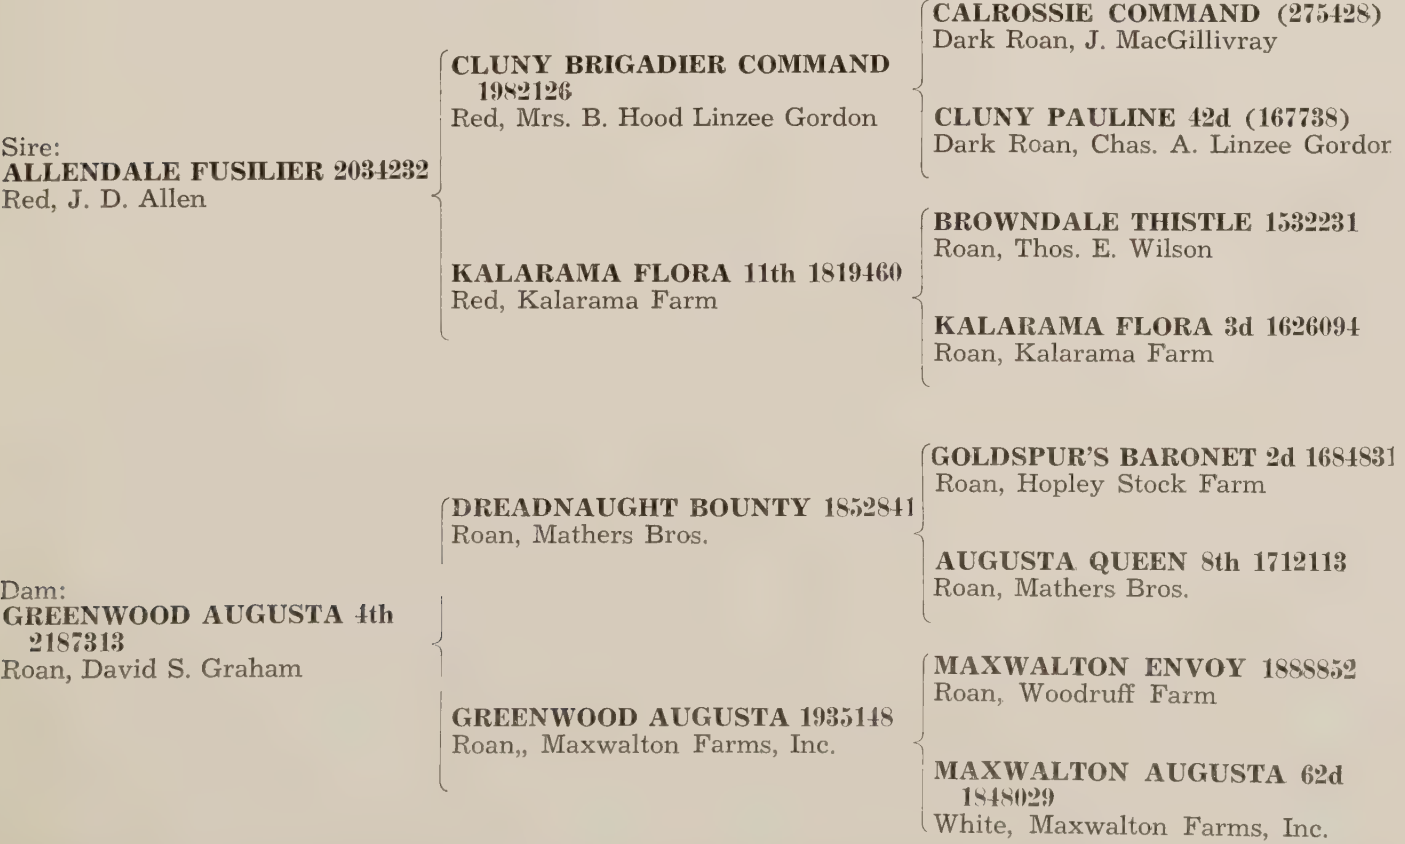 Sire:
ALLENDALE FUSILIER 2034232
Red, J. D. Allen
CLUNY BRIGADIER COMMAND
1982126
Red, Mrs. B. Hood Linzee Gordon
KALARAMA FLORA 11th 1819460
Red, Kalarama Farm
CALROSSIE COMMAND (275428)
Dark Roan, J. MacGillivray
CLUNY PAULINE 42d (167738)
Dark Roan, Chas. A. Linzee Gordon
BROWNDALE THISTLE 1532231
Roan, Thos. E. Wilson
KALARAMA FLORA 3d 1626094
Roan, Kalarama Farm
Dam:
GREENWOOD AUGUSTA 4th
2187313
Roan, David S. Graham
DREADNAUGHT BOUNTY 1852841
Roan, Mathers Bros.
GREENWOOD AUGUSTA 1935148
Roan,, Maxwalton Farms, Inc.
GOLDSPUR'S BARONET 2d 1684831
Roan, Hopley Stock Farm
AUGUSTA QUEEN 8th 1712113
Roan, Mathers Bros.
MAXWALTON ENVOY 1888852
Roan, Woodruff Farm
MAXWALTON AUGUSTA 62d
1848029
White, Maxwalton Farms, Inc.